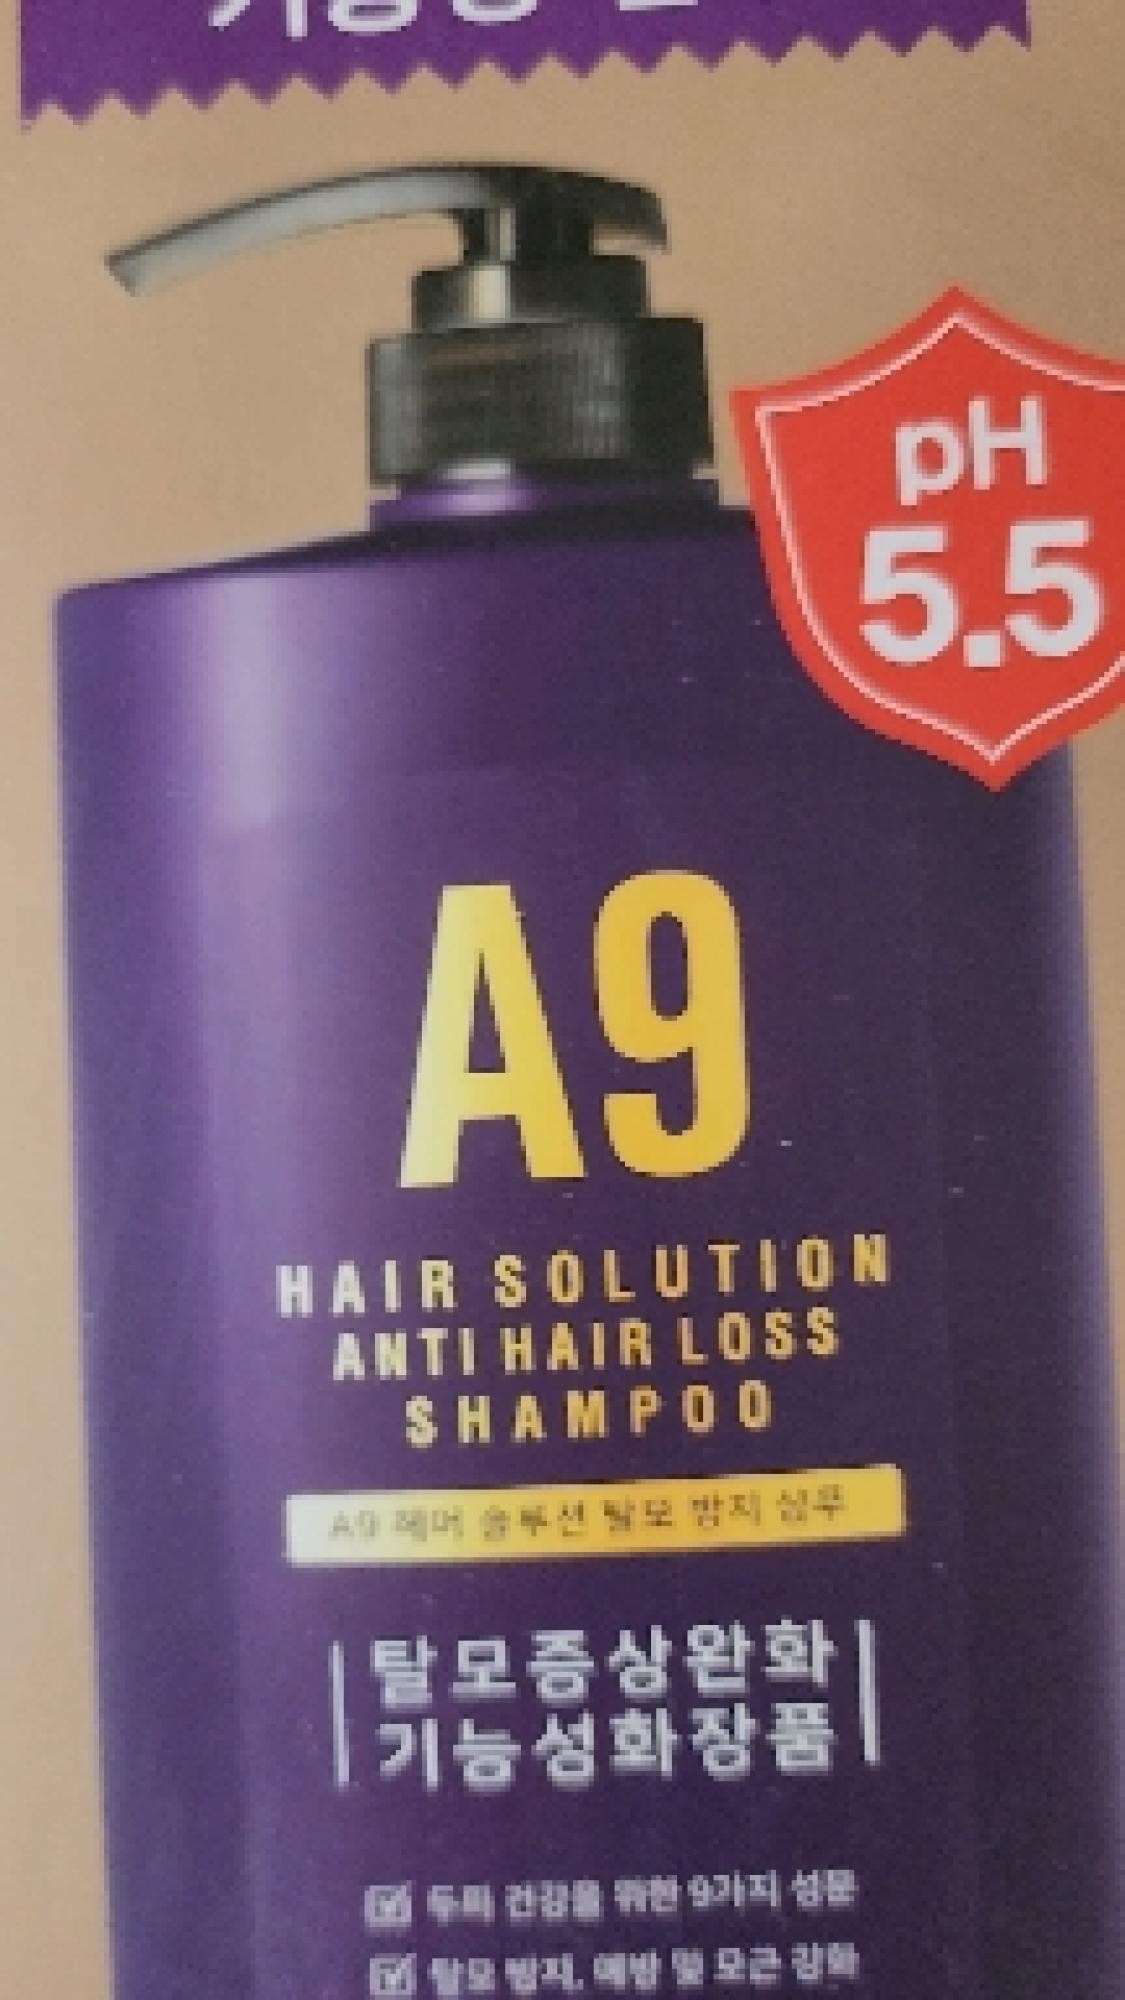 pH
5.5
A9
HAIR SOLUTION
ANTI HAIR LOSS
SHAMPOO
A9 헤어 솔루션 탈모 방지 샴푸
탈모증상완화
기능성화장품
두피 건강을 위한 9가지 성분
탈모 방지, 예방 및 모근 강화